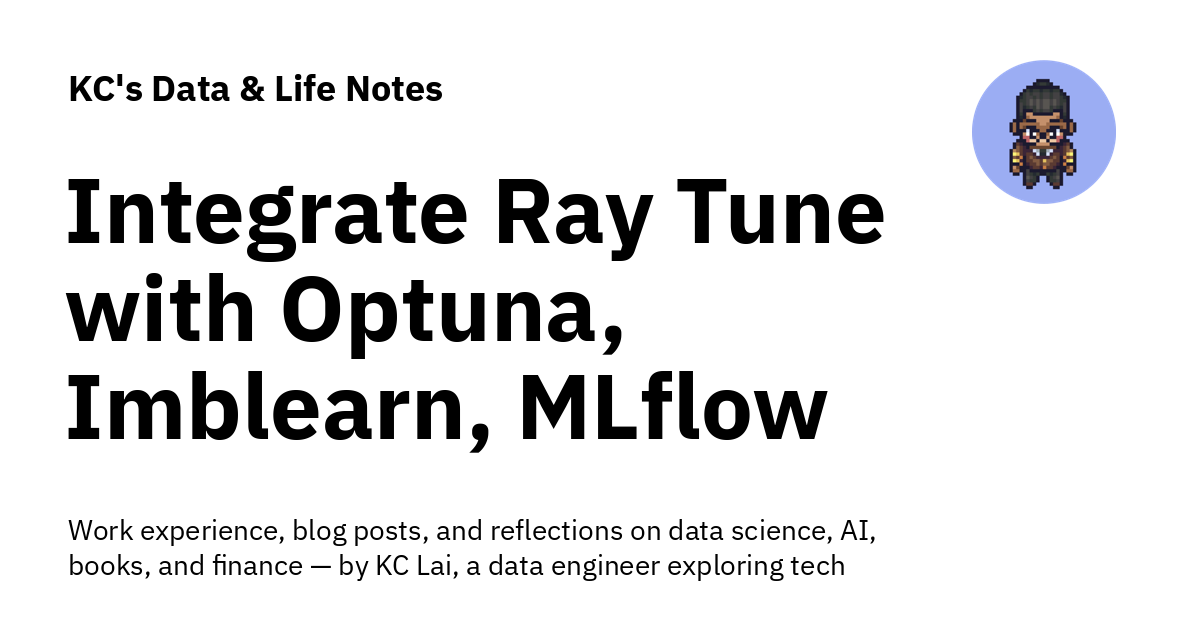 KC's Data & Life Notes
Integrate Ray Tune
with Optuna,
Imblearn, MLflow
Work experience, blog posts, and reflections on data science, AI,
books, and finance — by KC Lai, a data engineer exploring tech